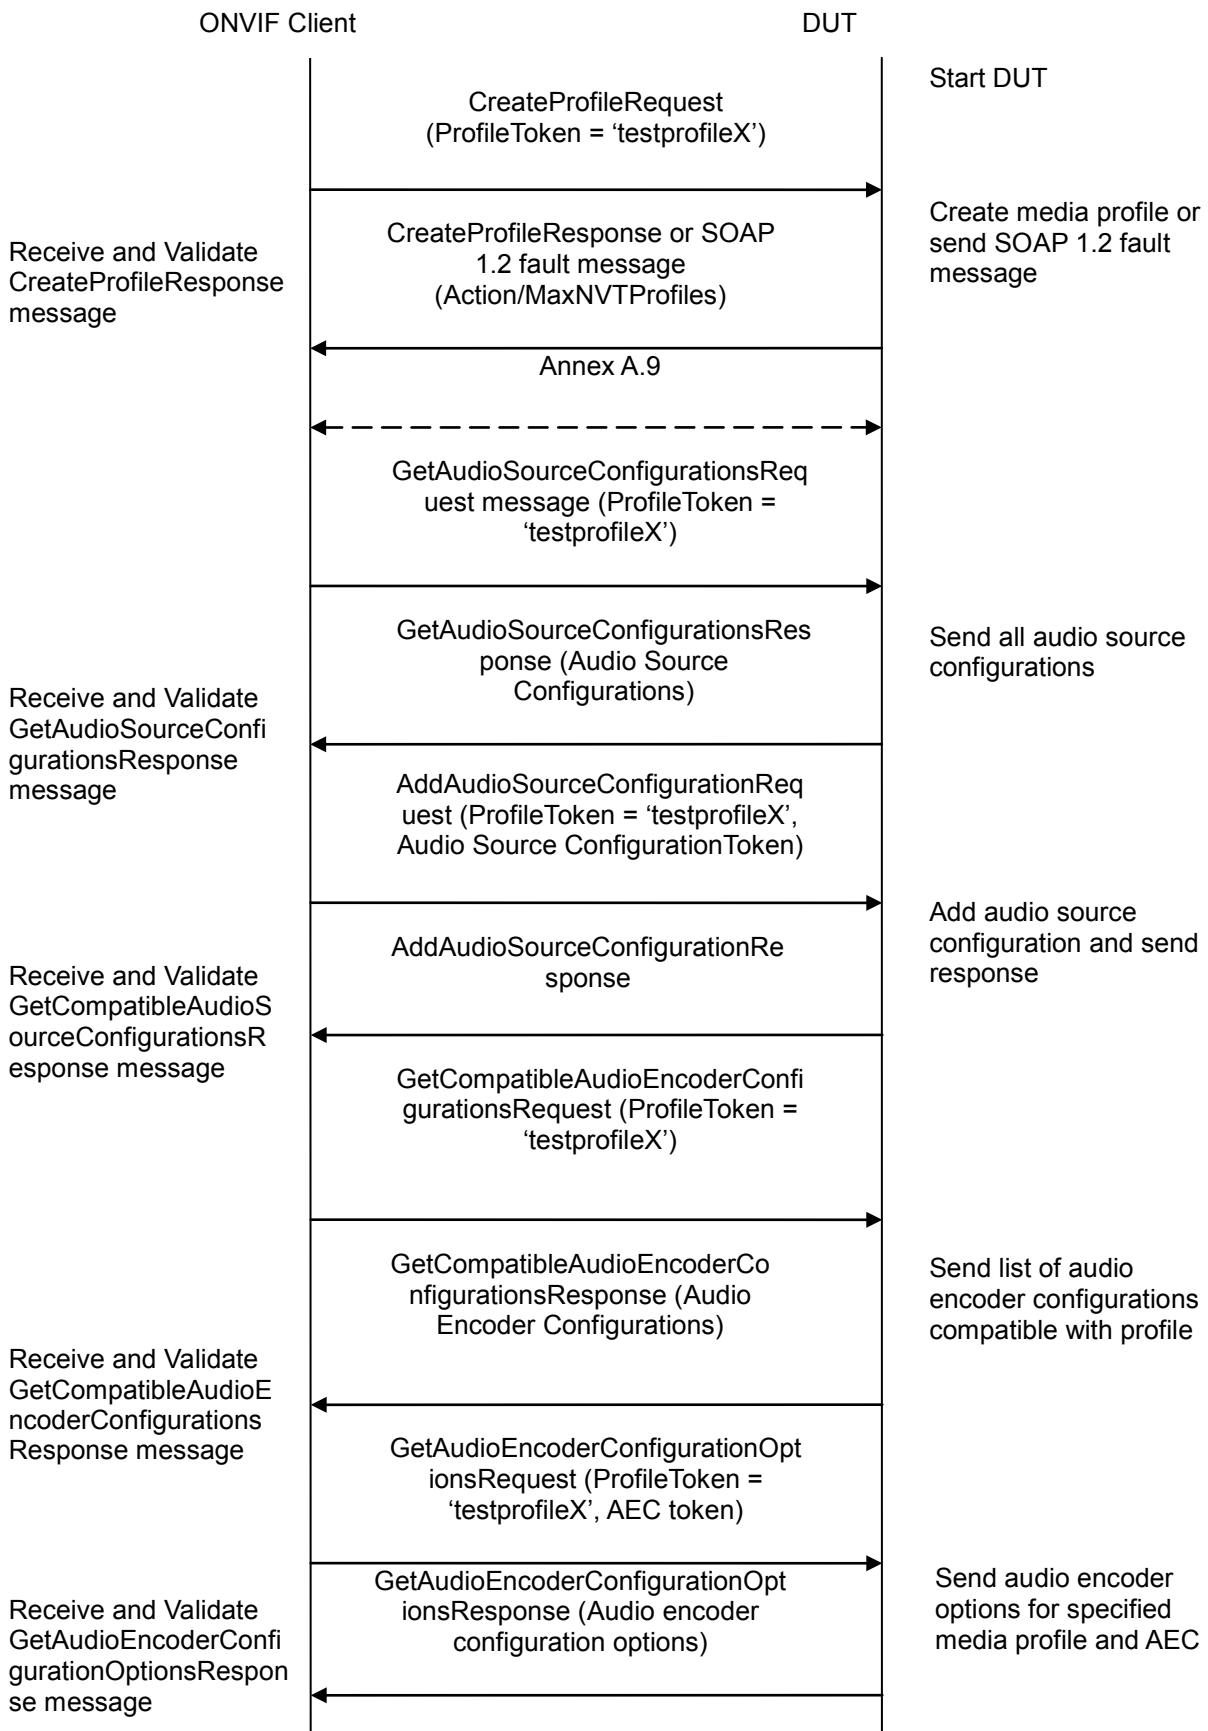 ONVIF Client
DUT
Start DUT
CreateProfileRequest
(ProfileToken = ‘testprofileX’)
Create media profile or
send SOAP 1.2 fault
message
CreateProfileResponse or SOAP
1.2 fault message
(Action/MaxNVTProfiles)
Receive and Validate
CreateProfileResponse
message
Annex A.9
GetAudioSourceConfigurationsReq
uest message (ProfileToken =
‘testprofileX’)
GetAudioSourceConfigurationsRes
ponse (Audio Source
Configurations)
Send all audio source
configurations
Receive and Validate
GetAudioSourceConfi
gurationsResponse
message
AddAudioSourceConfigurationReq
uest (ProfileToken = ‘testprofileX’,
Audio Source ConfigurationToken)
Add audio source
configuration and send
response
AddAudioSourceConfigurationRe
sponse
Receive and Validate
GetCompatibleAudioS
ourceConfigurationsR
esponse message
GetCompatibleAudioEncoderConfi
gurationsRequest (ProfileToken =
‘testprofileX’)
GetCompatibleAudioEncoderCo
nfigurationsResponse (Audio
Encoder Configurations)
Send list of audio
encoder configurations
compatible with profile
Receive and Validate
GetCompatibleAudioE
ncoderConfigurations
Response message
GetAudioEncoderConfigurationOpt
ionsRequest (ProfileToken =
‘testprofileX’, AEC token)
GetAudioEncoderConfigurationOpt
ionsResponse (Audio encoder
configuration options)
Send audio encoder
options for specified
media profile and AEC
Receive and Validate
GetAudioEncoderConfi
gurationOptionsRespon
se message